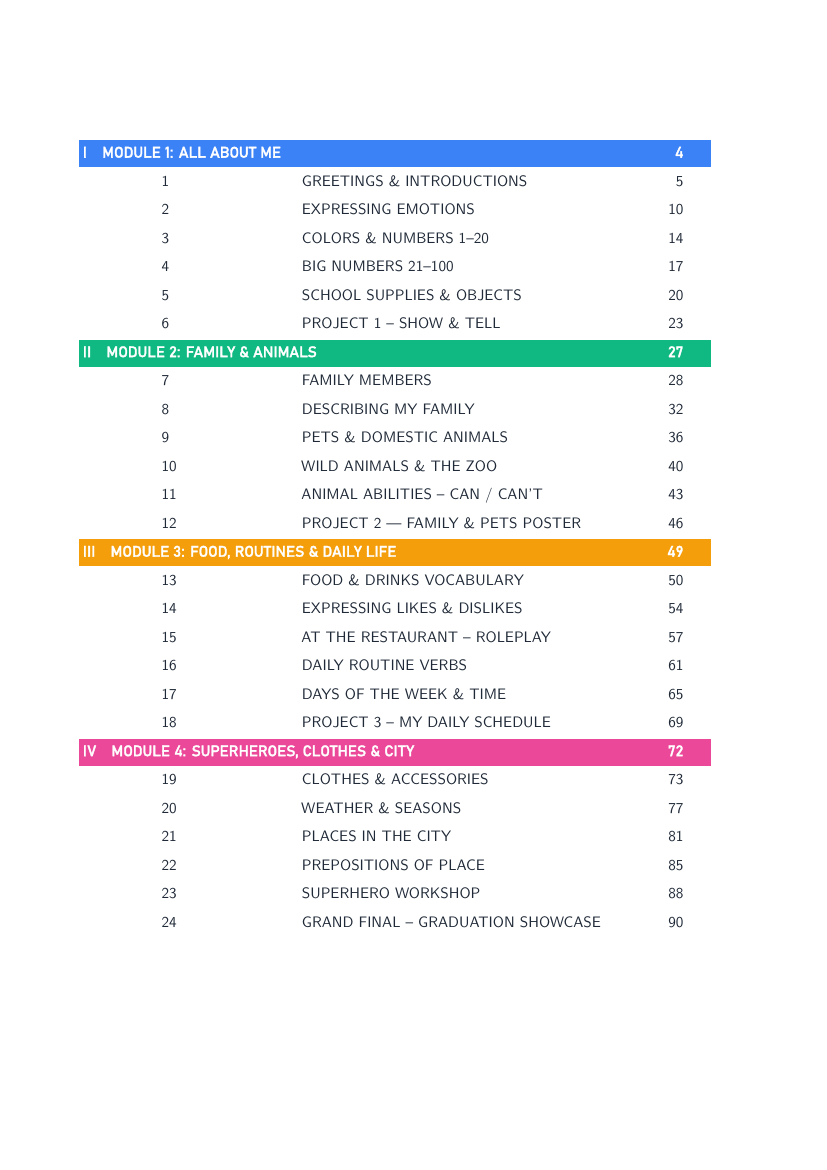 I MODULE 1: ALL ABOUT ME 4
1 GREETINGS & INTRODUCTIONS 5
2 EXPRESSING EMOTIONS 10
3 COLORS & NUMBERS 1–20 14
4 BIG NUMBERS 21–100 17
5 SCHOOL SUPPLIES & OBJECTS 20
6 PROJECT 1 – SHOW & TELL 23
II MODULE 2: FAMILY & ANIMALS 27
7 FAMILY MEMBERS 28
8 DESCRIBING MY FAMILY 32
9 PETS & DOMESTIC ANIMALS 36
10 WILD ANIMALS & THE ZOO 40
11 ANIMAL ABILITIES – CAN / CAN'T 43
12 PROJECT 2 — FAMILY & PETS POSTER 46
III MODULE 3: FOOD, ROUTINES & DAILY LIFE 49
13 FOOD & DRINKS VOCABULARY 50
14 EXPRESSING LIKES & DISLIKES 54
15 AT THE RESTAURANT – ROLEPLAY 57
16 DAILY ROUTINE VERBS 61
17 DAYS OF THE WEEK & TIME 65
18 PROJECT 3 – MY DAILY SCHEDULE 69
IV MODULE 4: SUPERHEROES, CLOTHES & CITY 72
19 CLOTHES & ACCESSORIES 73
20 WEATHER & SEASONS 77
21 PLACES IN THE CITY 81
22 PREPOSITIONS OF PLACE 85
23 SUPERHERO WORKSHOP 88
24 GRAND FINAL – GRADUATION SHOWCASE 90